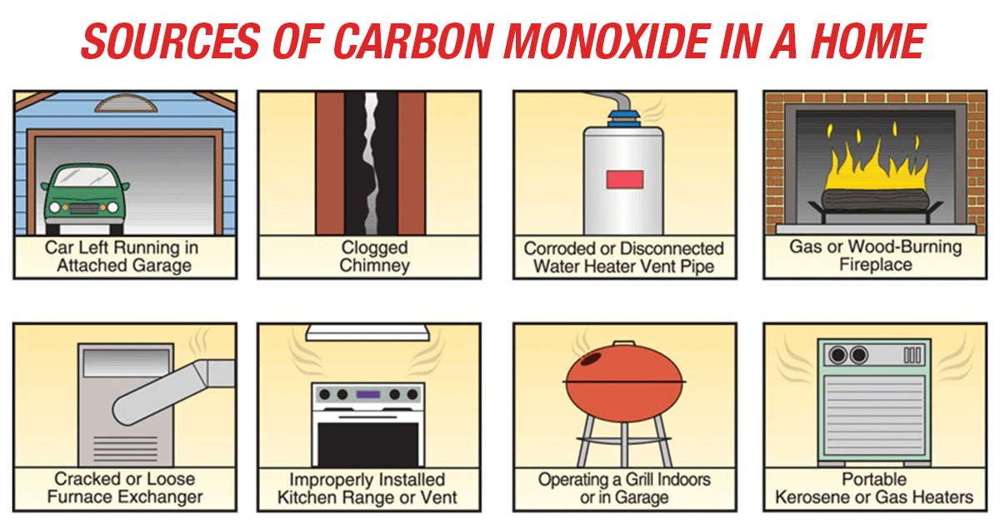 SOURCES OF CARBON MONOXIDE IN A HOME
Car Left Running in
Attached Garage
Clogged
Chimney
Corroded or Disconnected
Water Heater Vent Pipe
Gas or Wood-Burning
Fireplace
Cracked or Loose
Furnace Exchanger
Improperly Installed
Kitchen Range or Vent
Operating a Grill Indoors
or in Garage
Portable
Kerosene or Gas Heaters